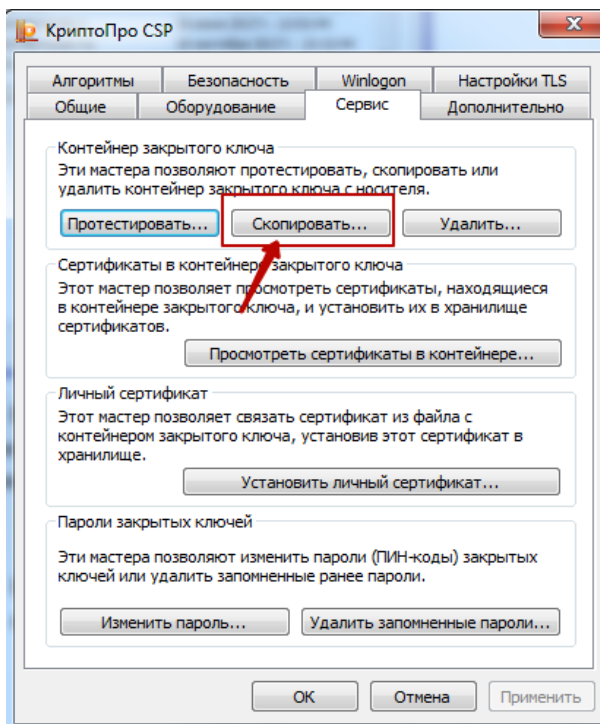 КриптоПро CSP
Алгоритмы Безопасность Winlogon Настройки TLS
Общие Оборудование Сервис Дополнительно
Контейнер закрытого ключа
Эти мастера позволяют протестировать, скопировать или
удалить контейнер закрытого ключа с носителя.
Протестировать... Скопировать... Удалить...
Сертификаты в контейнере закрытого ключа
Этот мастер позволяет просмотреть сертификаты, находящиеся
в контейнере закрытого ключа, и установить их в хранилище
сертификатов.
Просмотреть сертификаты в контейнере...
Личный сертификат
Этот мастер позволяет связать сертификат из файла с
контейнером закрытого ключа, установив этот сертификат в
хранилище.
Установить личный сертификат...
Пароли закрытых ключей
Эти мастера позволяют изменить пароли (ПИН-коды) закрытых
ключей или удалить запомненные ранее пароли.
Изменить пароль... Удалить запомненные пароли...
ОК Отмена Применить